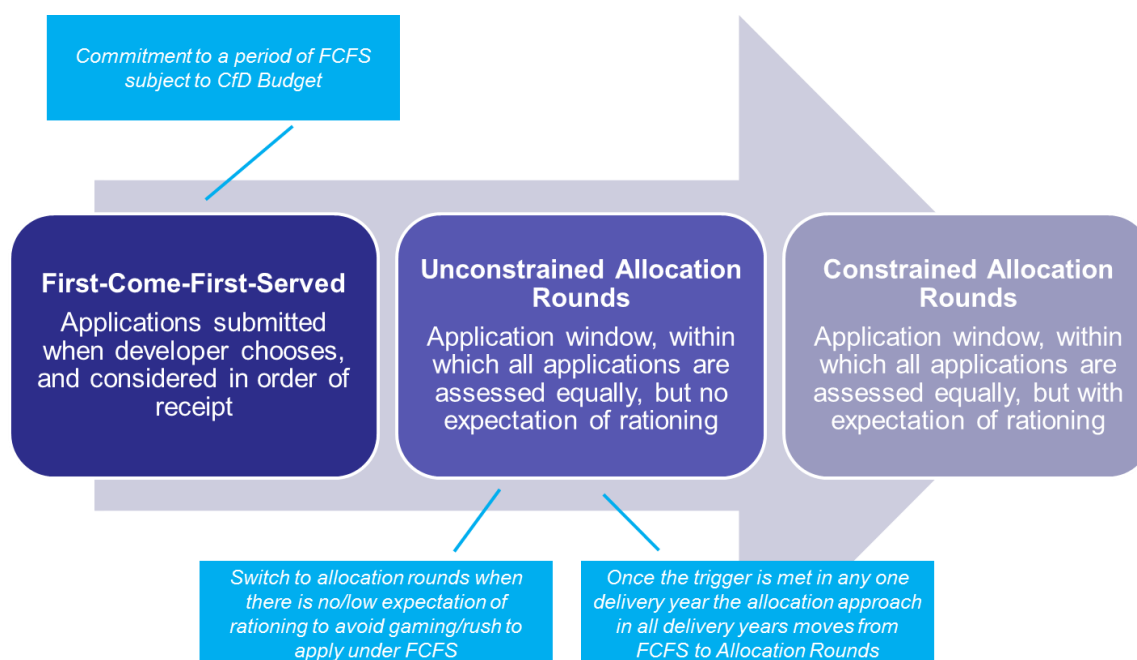 Commitment to a period of FCFS
subject to CfD Budget
First-Come-First-Served
Applications submitted
when developer chooses,
and considered in order of
receipt
Unconstrained Allocation
Rounds
Application window, within
which all applications are
assessed equally, but no
expectation of rationing
Constrained Allocation
Rounds
Application window, within
which all applications are
assessed equally, but with
expectation of rationing
Switch to allocation rounds when
there is no/low expectation of
rationing to avoid gaming/rush to
apply under FCFS
Once the trigger is met in any one
delivery year the allocation approach
in all delivery years moves from
FCFS to Allocation Rounds